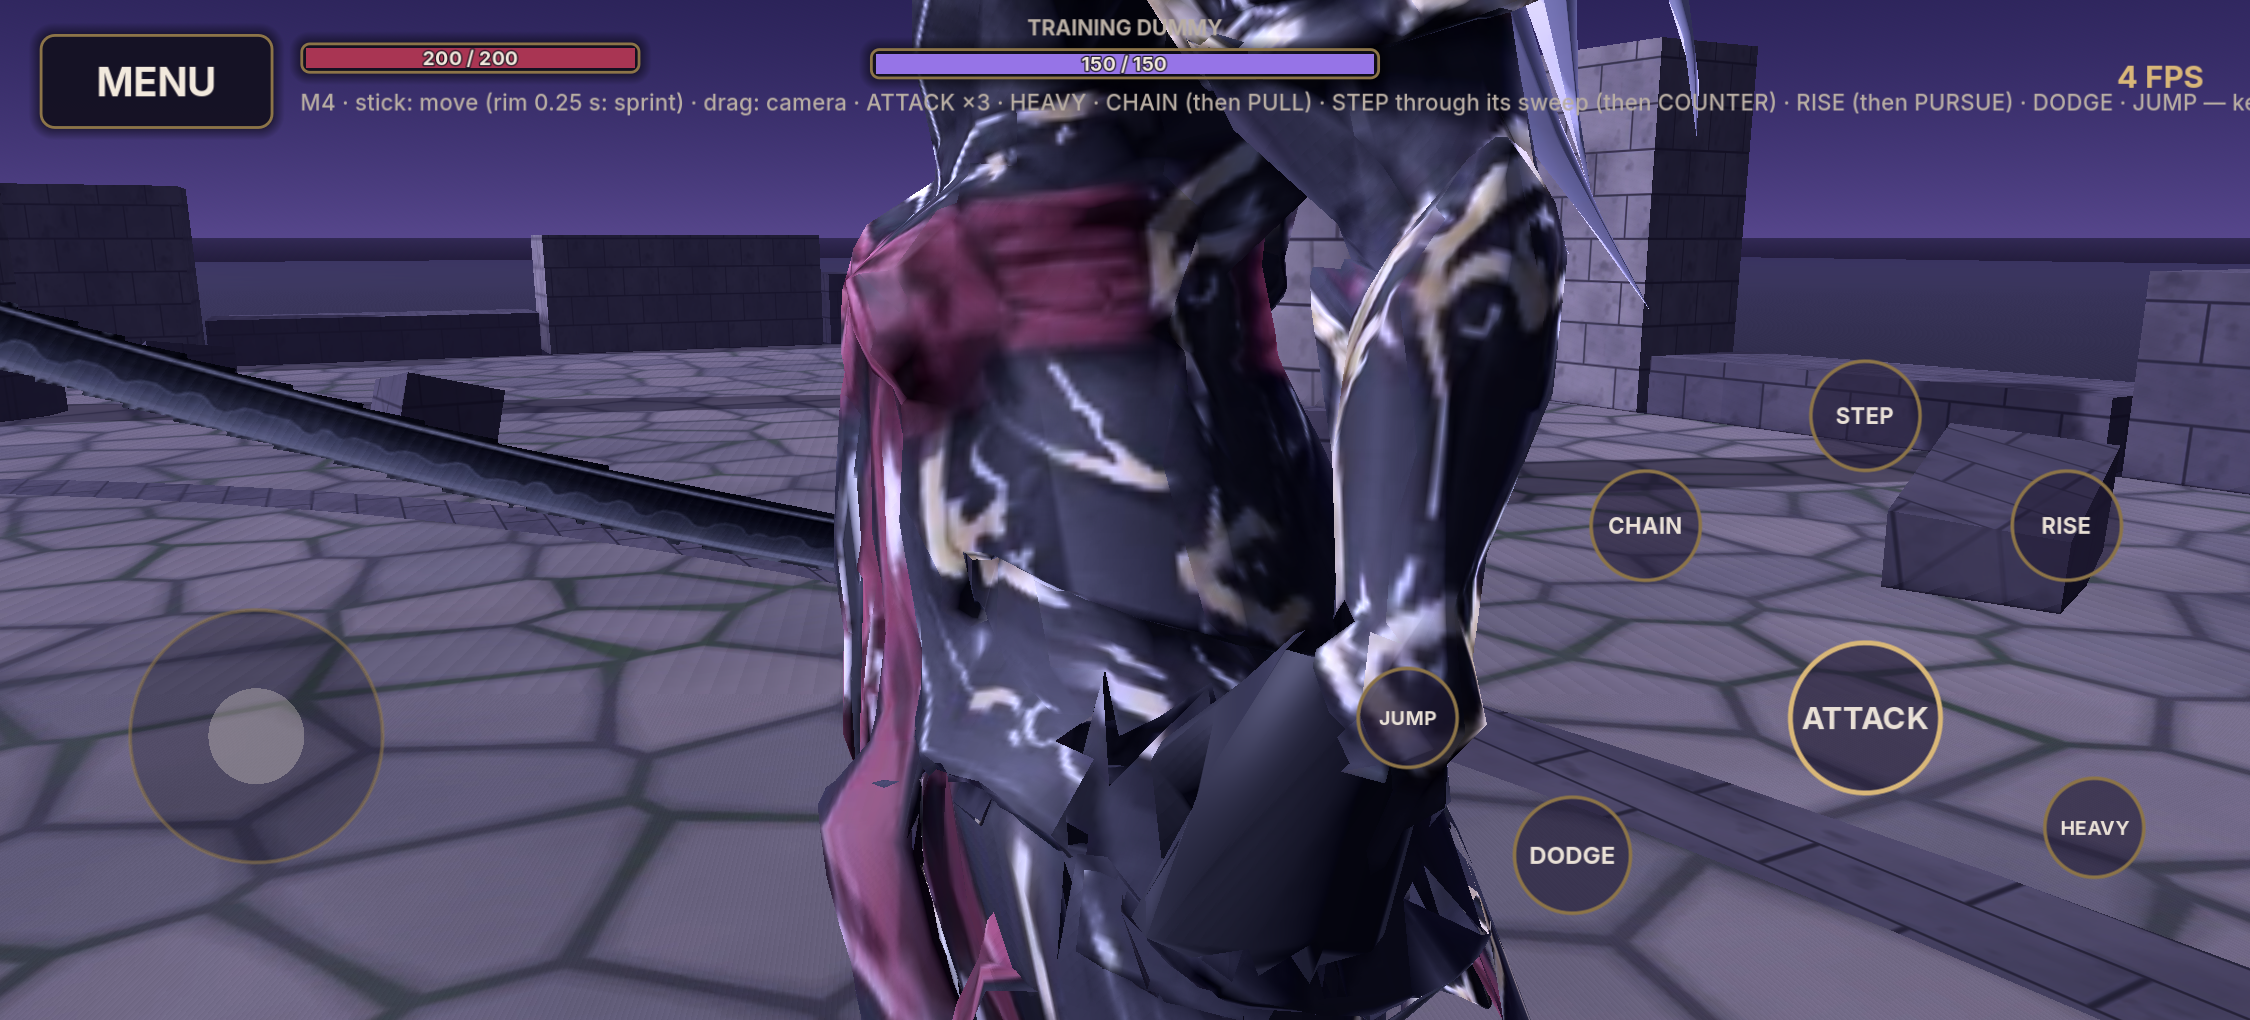 TRAINING DUMMY
MENU
200 / 200
150 / 150
4 FPS
M4 · stick: move (rim 0.25 s: sprint) · drag: camera · ATTACK ×3 · HEAVY · CHAIN (then PULL) · STEP through its sweep (then COUNTER) · RISE (then PURSUE) · DODGE · JUMP — ke
STEP
CHAIN
RISE
JUMP
ATTACK
HEAVY
DODGE